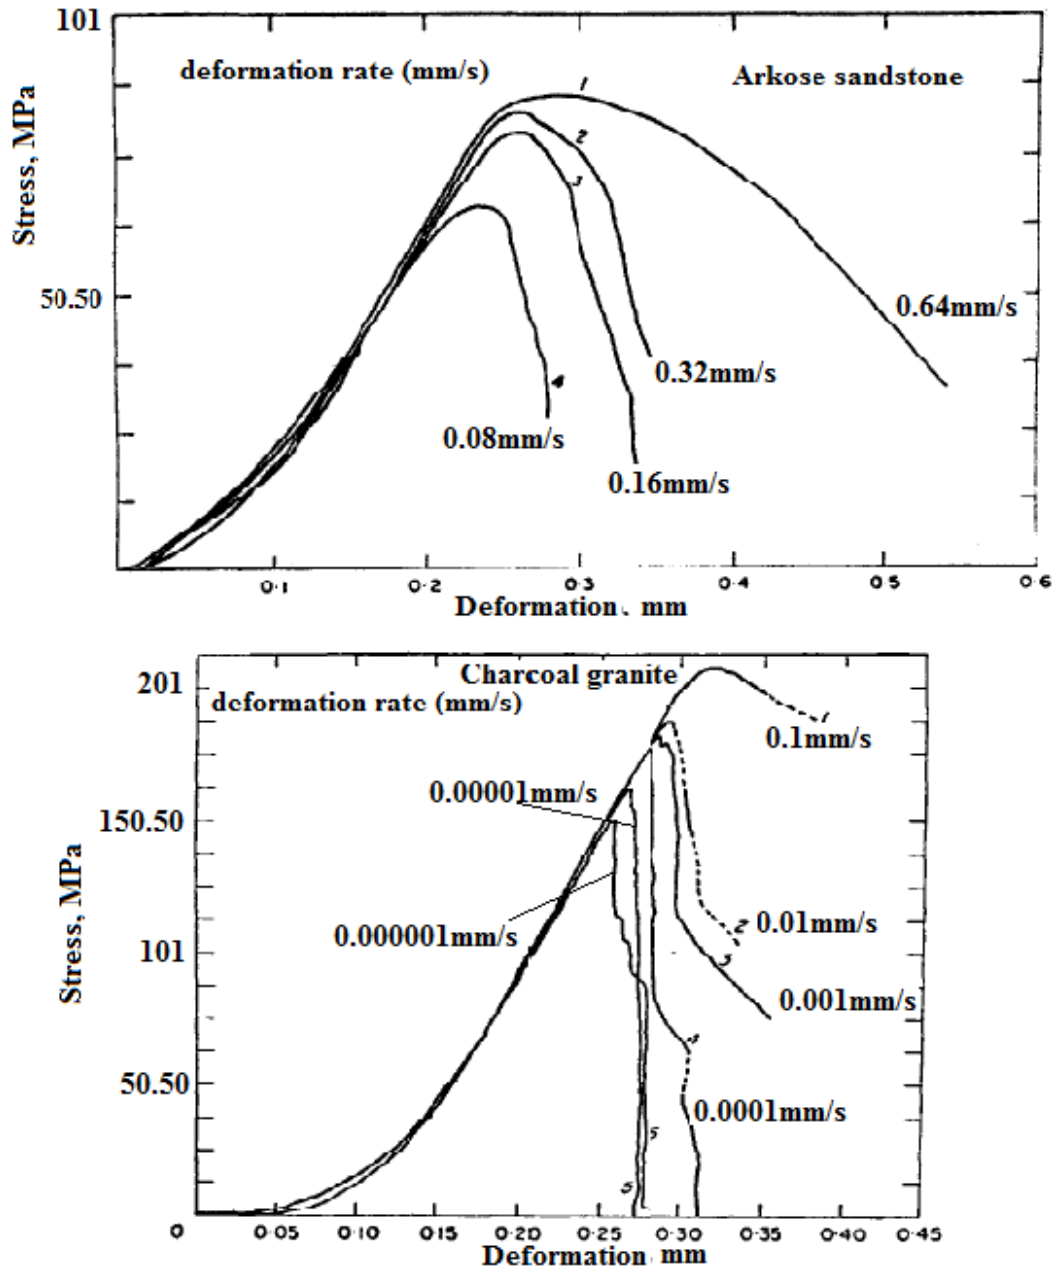 101
deformation rate (mm/s)
Arkose sandstone
1
2
3
Stress, MPa
50.50
0.64mm/s
0.32mm/s
4
0.08mm/s
0.16mm/s
0.1
0.2
0.3
0.4
0.5
0.6
Deformation, mm
Charcoal granite
201
deformation rate (mm/s)
1
0.1mm/s
0.00001mm/s
150.50
Stress, MPa
2
0.01mm/s
0.000001mm/s
3
101
0.001mm/s
50.50
0.0001mm/s
5
5
0
0.05
0.10
0.15
0.20
0.25
0.30
0.35
0.40
0.45
Deformation, mm